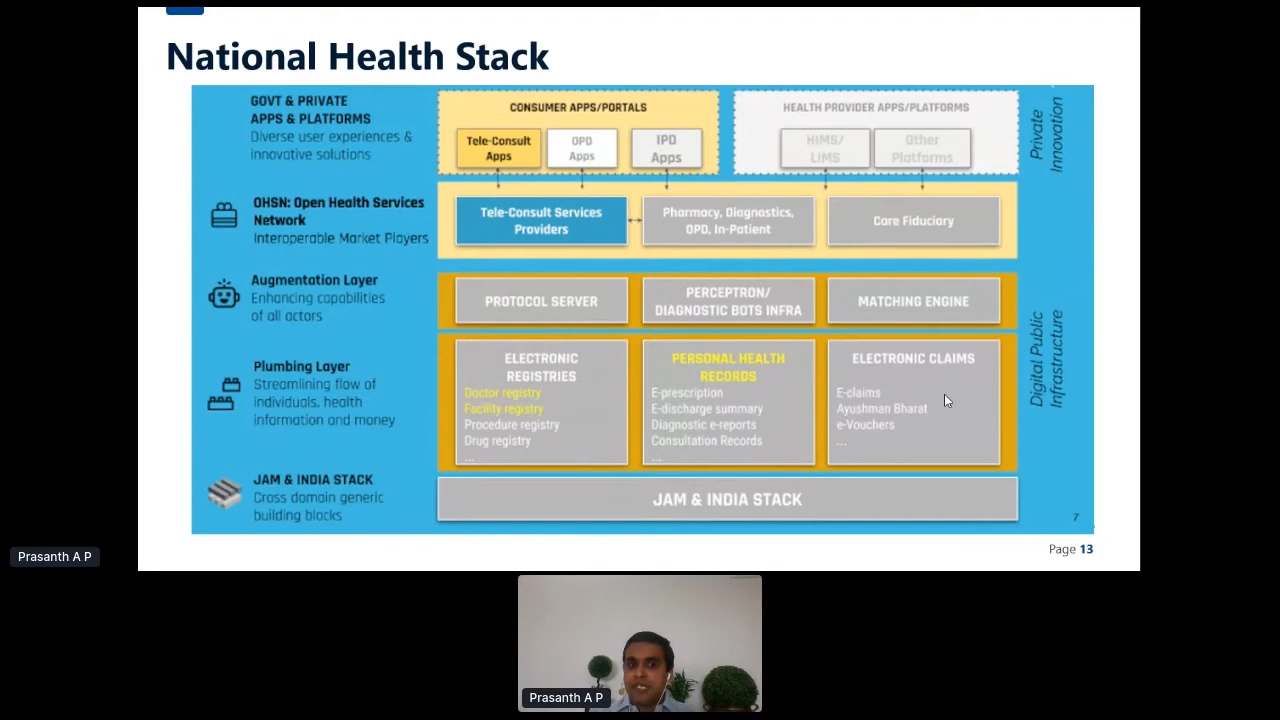 National Health Stack
GOVT & PRIVATE
APPS & PLATFORMS
Diverse user experiences &
innovative solutions
CONSUMER APPS/PORTALS
Tele-Consult
Apps
OPD
Apps
IPD
Apps
HEALTH PROVIDER APPS/PLATFORMS
HIMS/
LIMS
Other
Platforms
Private
Innovation
OHSN: Open Health Services
Network
Interoperable Market Players
Tele-Consult Services
Providers
Pharmacy, Diagnostics,
OPD, In-Patient
Care Fiduciary
Augmentation Layer
Enhancing capabilities
of all actors
PROTOCOL SERVER
PERCEPTRON/
DIAGNOSTIC BOTS INFRA
MATCHING ENGINE
Digital Public
Infrastructure
Plumbing Layer
Streamlining flow of
individuals, health
information and money
ELECTRONIC
REGISTRIES
Doctor registry
Facility registry
Procedure registry
Drug registry
...
PERSONAL HEALTH
RECORDS
E-prescription
E-discharge summary
Diagnostic e-reports
Consultation Records
...
ELECTRONIC CLAIMS
E-claims
Ayushman Bharat
e-Vouchers
...
JAM & INDIA STACK
Cross domain generic
building blocks
JAM & INDIA STACK
7
Page 13
Prasanth A P
Prasanth A P